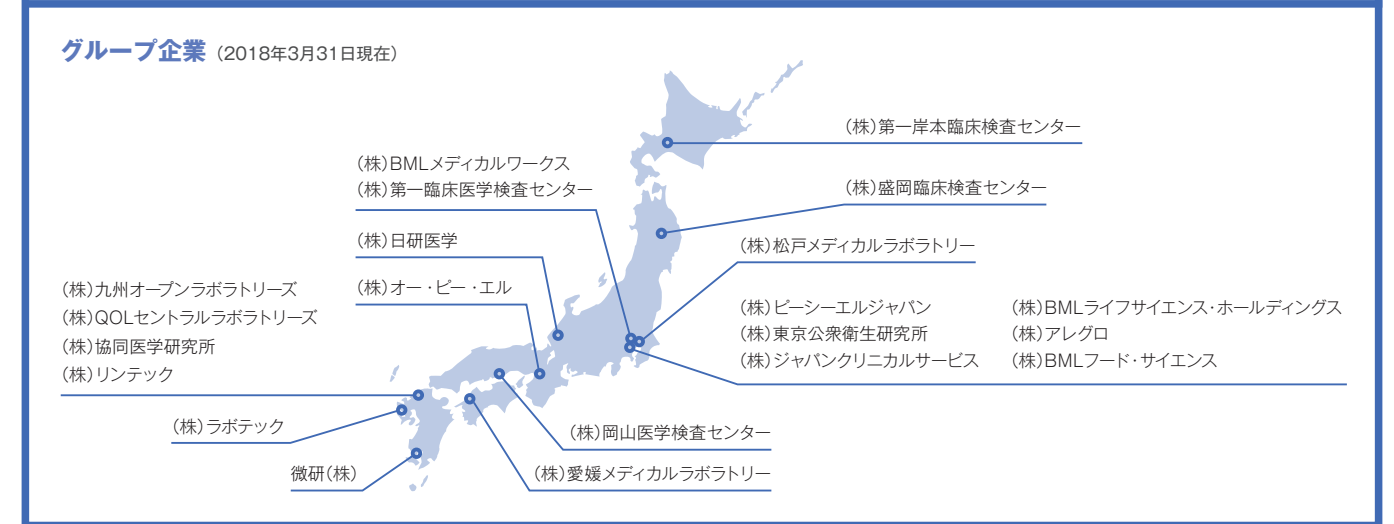 グループ企業（2018年3月31日現在）
（株）第一岸本臨床検査センター
（株）BMLメディカルワークス
（株）第一臨床医学検査センター
（株）盛岡臨床検査センター
（株）日研医学
（株）松戸メディカルラボラトリー
（株）オー・ピー・エル
（株）九州オープンラボラトリーズ
（株）QOLセントラルラボラトリーズ
（株）協同医学研究所
（株）リンテック
（株）ピーシーエルジャパン
（株）東京公衆衛生研究所
（株）ジャパンクリニカルサービス
（株）BMLライフサイエンス・ホールディングス
（株）アレグロ
（株）BMLフード・サイエンス
（株）ラボテック
（株）岡山医学検査センター
微研（株）
（株）愛媛メディカルラボラトリー